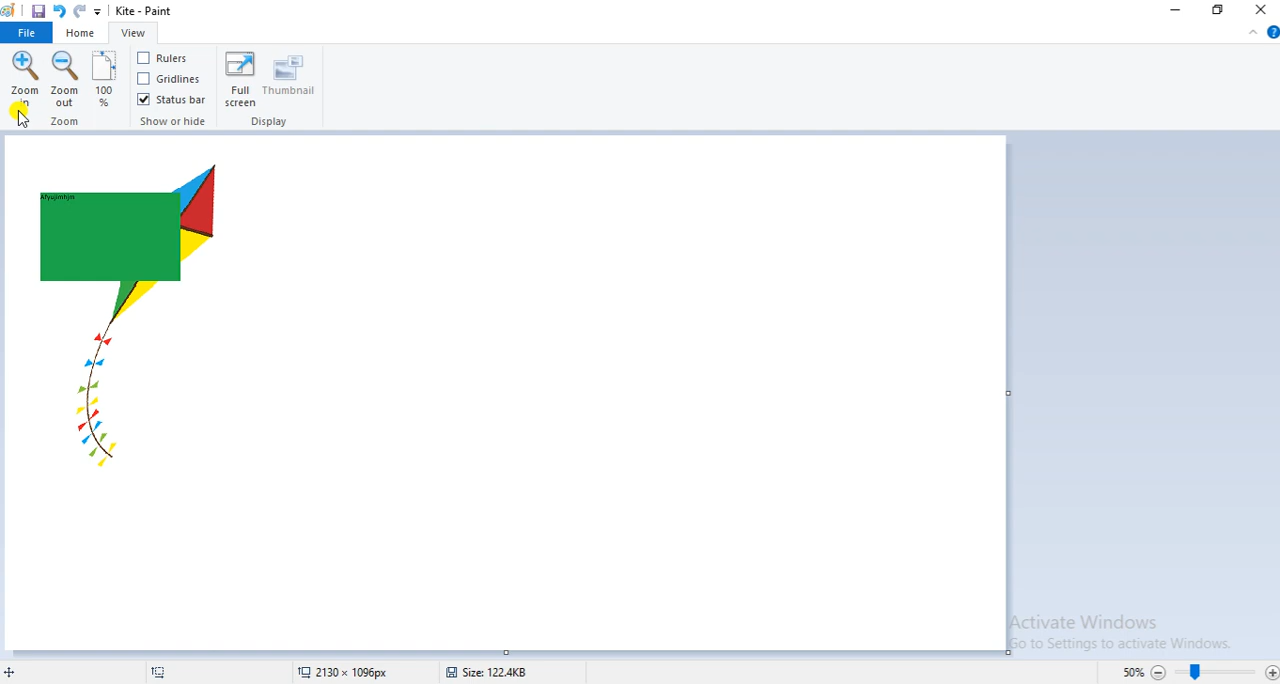 Kite - Paint
File Home View
Zoom in
Zoom out
100 %
Zoom
Rulers
Gridlines
Status bar
Show or hide
Full screen
Thumbnail
Display
Afyujimhjm
Activate Windows
Go to Settings to activate Windows.
2130 × 1096px
Size: 122.4KB
50%